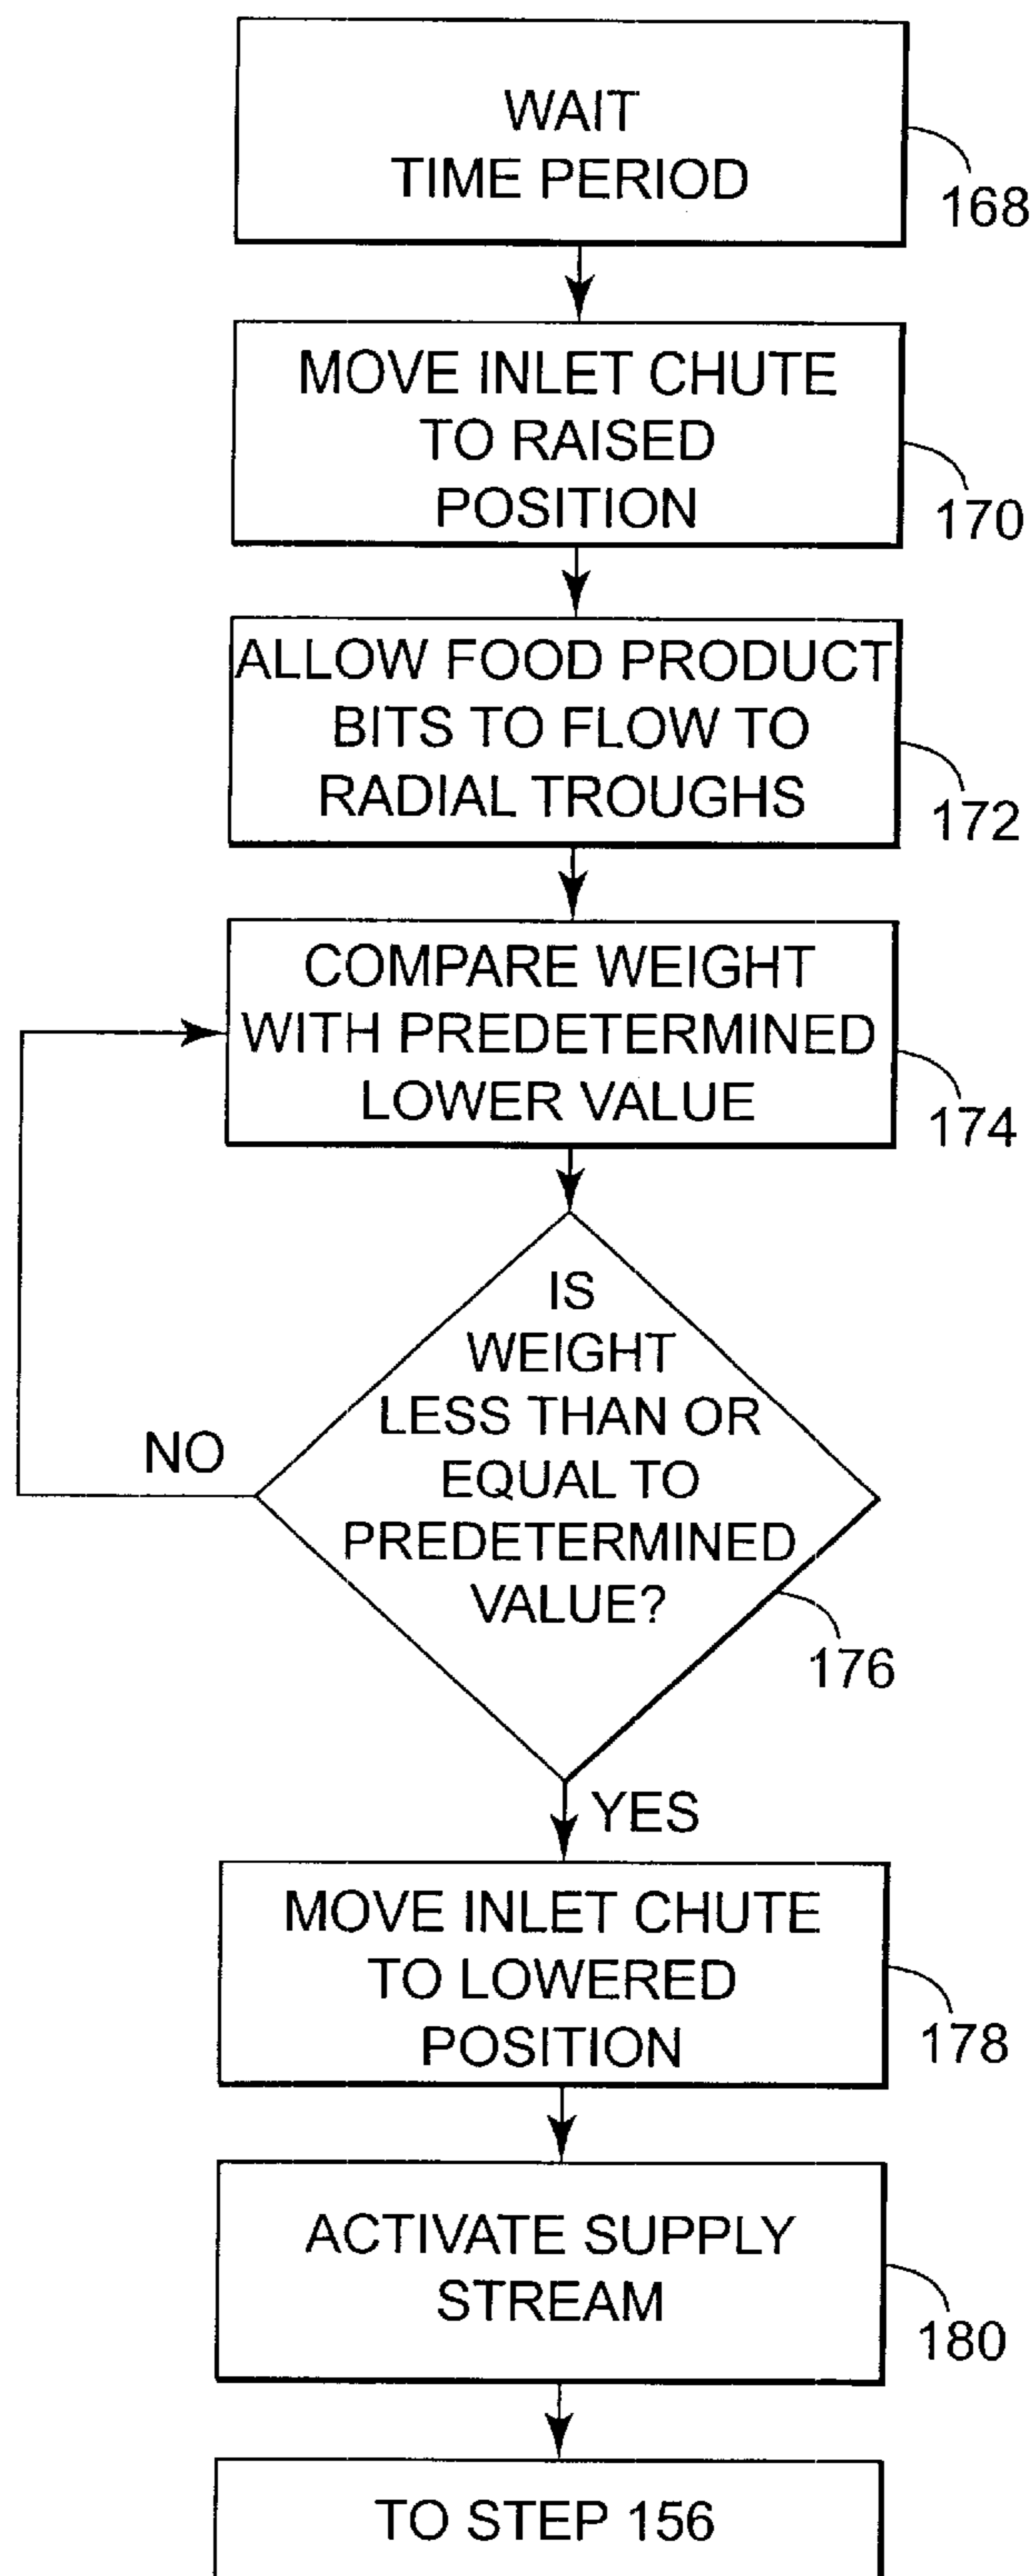 WAIT
TIME PERIOD
168
MOVE INLET CHUTE
TO RAISED
POSITION
170
ALLOW FOOD PRODUCT
BITS TO FLOW TO
RADIAL TROUGHS
172
COMPARE WEIGHT
WITH PREDETERMINED
LOWER VALUE
174
IS
WEIGHT
LESS THAN OR
EQUAL TO
PREDETERMINED
VALUE?
NO
176
YES
MOVE INLET CHUTE
TO LOWERED
POSITION
178
ACTIVATE SUPPLY
STREAM
180
TO STEP 156